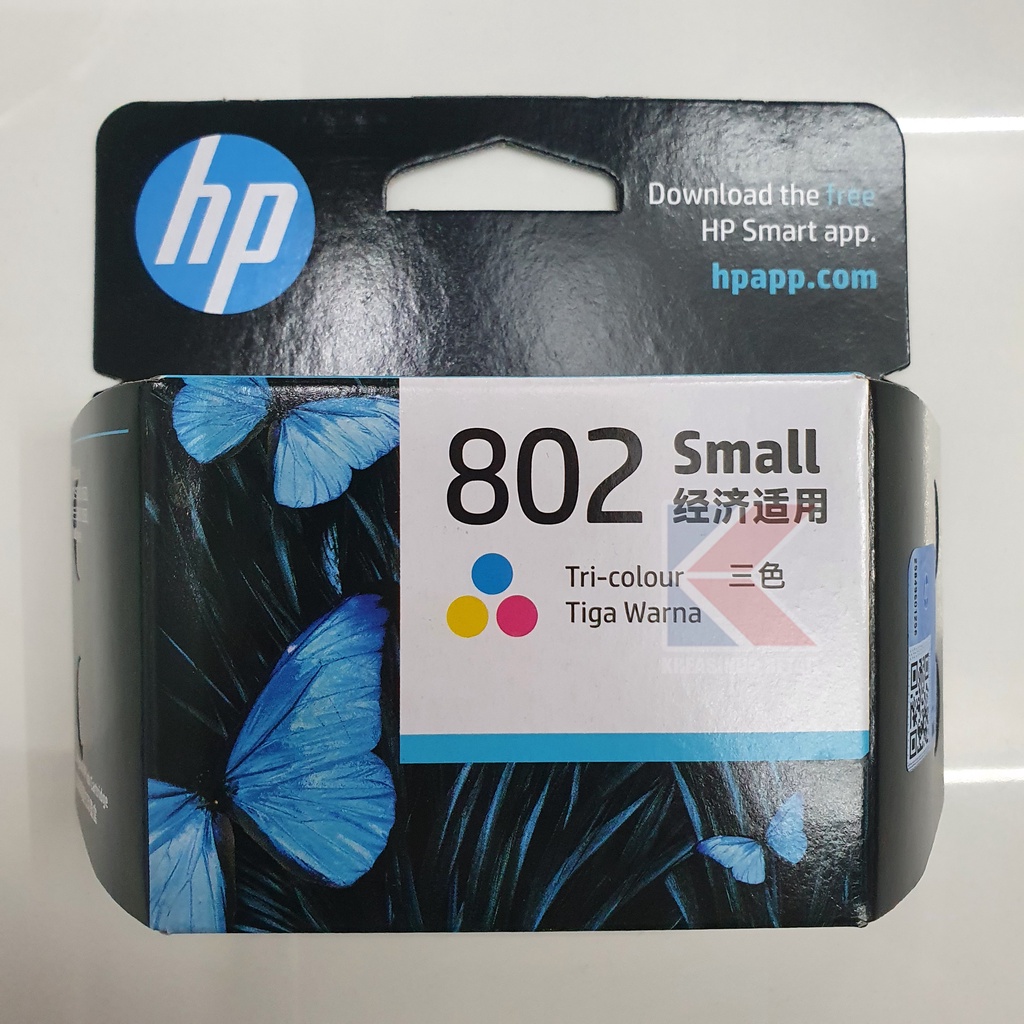 hp
Download the free
HP Smart app.
hpapp.com
802 Small
经济适用
Tri-colour 三色
Tiga Warna